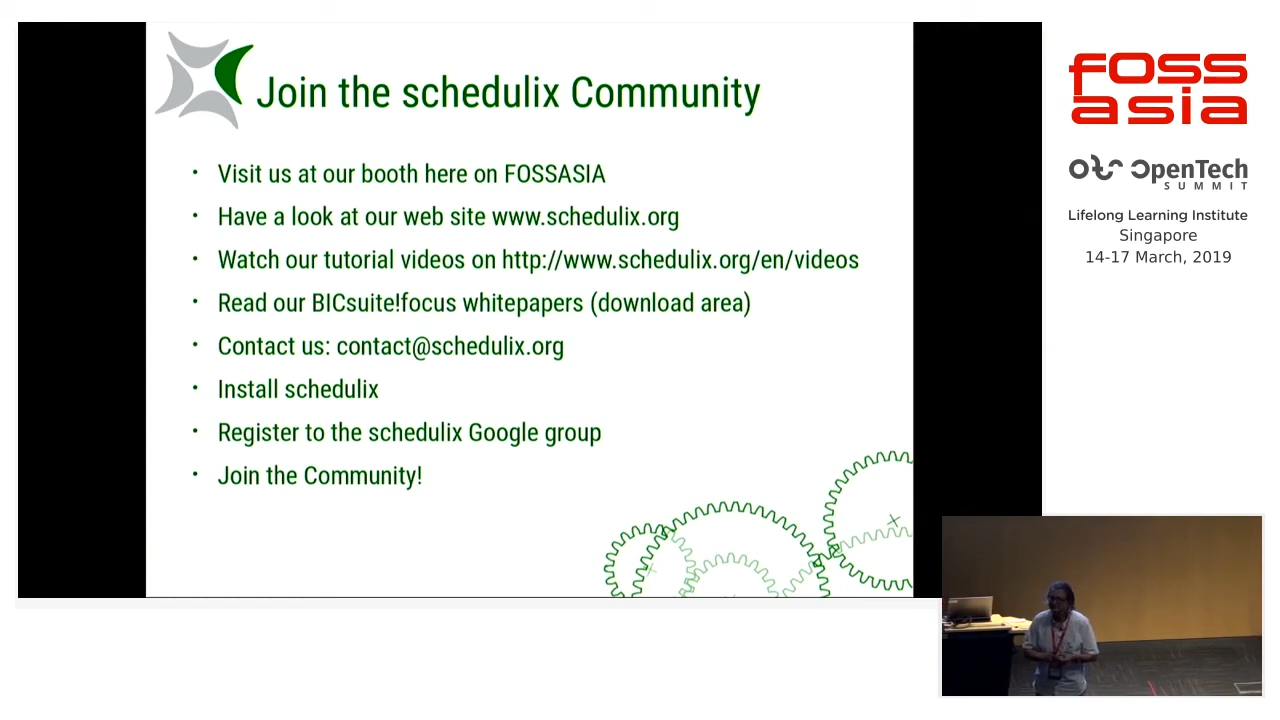 Join the schedulix Community
• Visit us at our booth here on FOSSASIA
• Have a look at our web site www.schedulix.org
• Watch our tutorial videos on http://www.schedulix.org/en/videos
• Read our BICsuite!focus whitepapers (download area)
• Contact us: contact@schedulix.org
• Install schedulix
• Register to the schedulix Google group
• Join the Community!
FOSS
asia
OpenTech
SUMMIT
Lifelong Learning Institute
Singapore
14-17 March, 2019